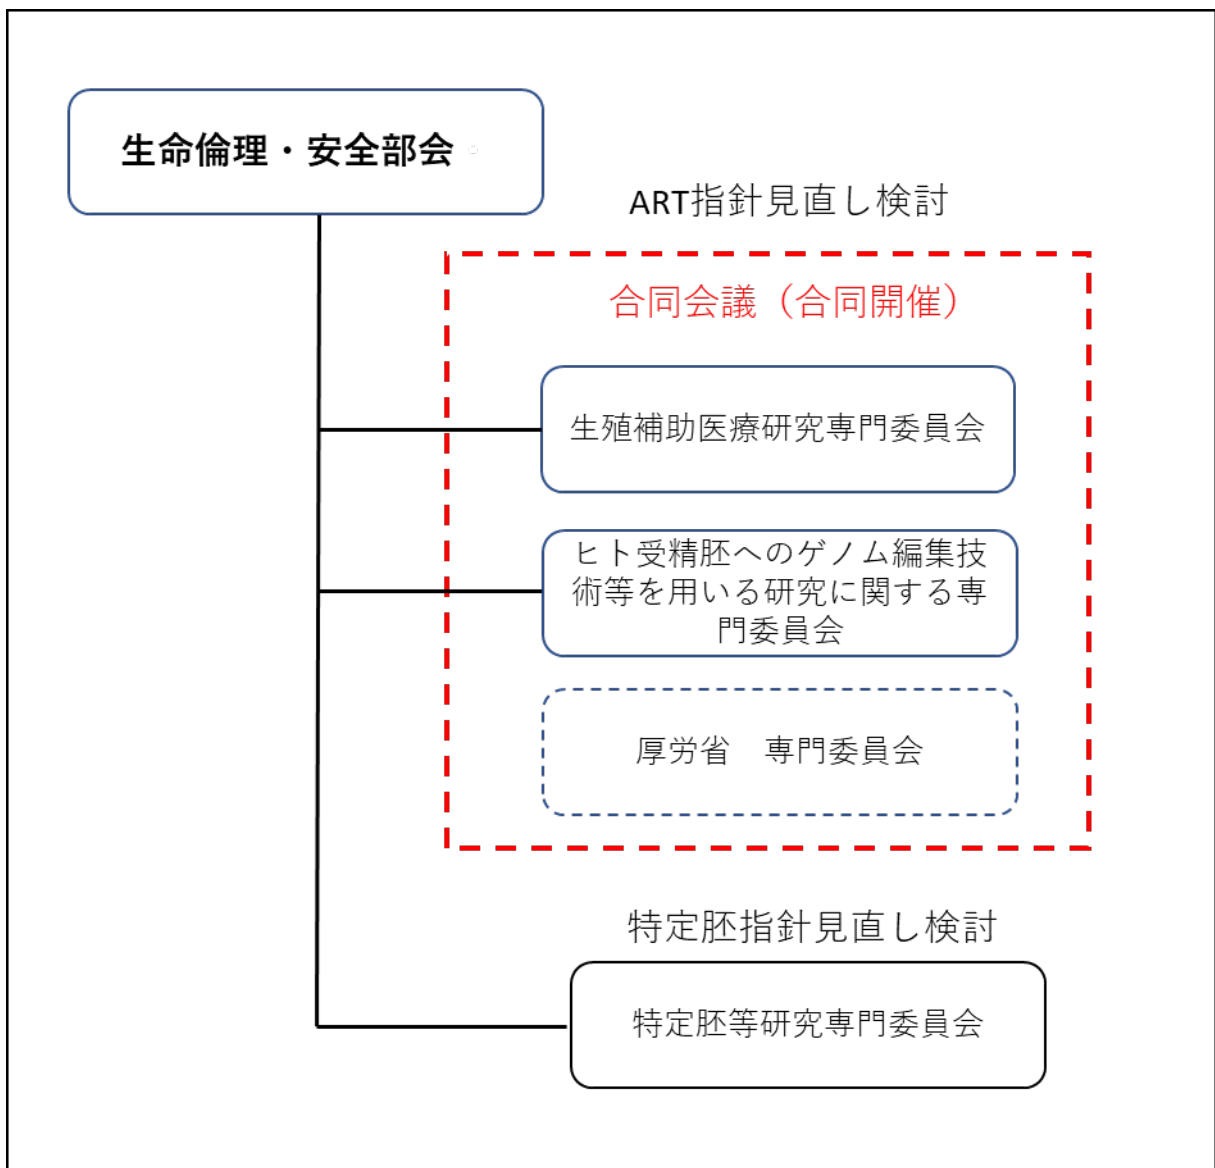 生命倫理・安全部会
ART指針見直し検討
合同会議（合同開催）
生殖補助医療研究専門委員会
ヒト受精胚へのゲノム編集技
術等を用いる研究に関する専
門委員会
厚労省　専門委員会
特定胚指針見直し検討
特定胚等研究専門委員会